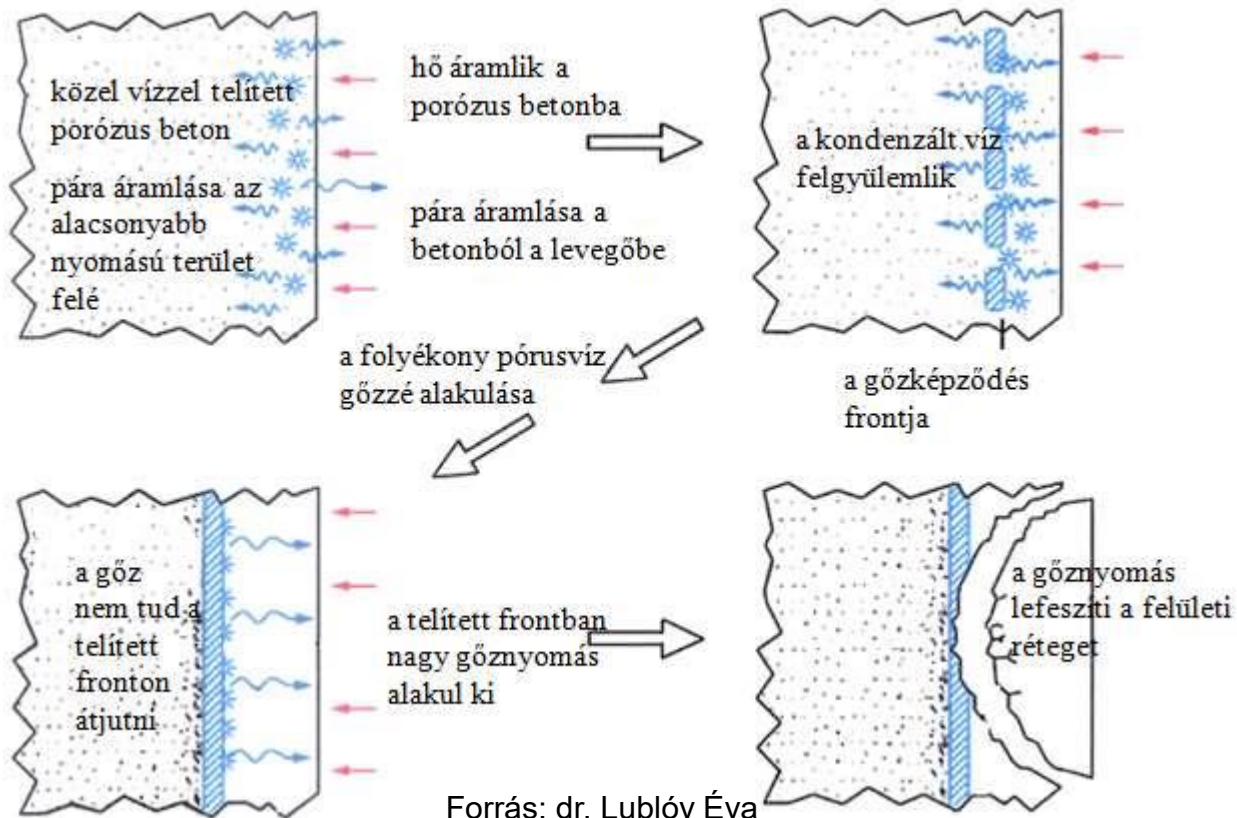 közel vízzel telített
porózus beton
pára áramlása az
alacsonyabb
nyomású terület
felé
hő áramlik a
porózus betonba
pára áramlása a
betonból a levegőbe
a kondenzált víz
felgyülemlik
a gőzképződés
frontja
a folyékony pórusvíz
gőzzé alakulása
a gőz
nem tud a
telített
fronton
átjutni
a telített frontban
nagy gőznyomás
alakul ki
a gőznyomás
lefeszíti a felületi
réteget
Forrás: dr. Lublóy Éva